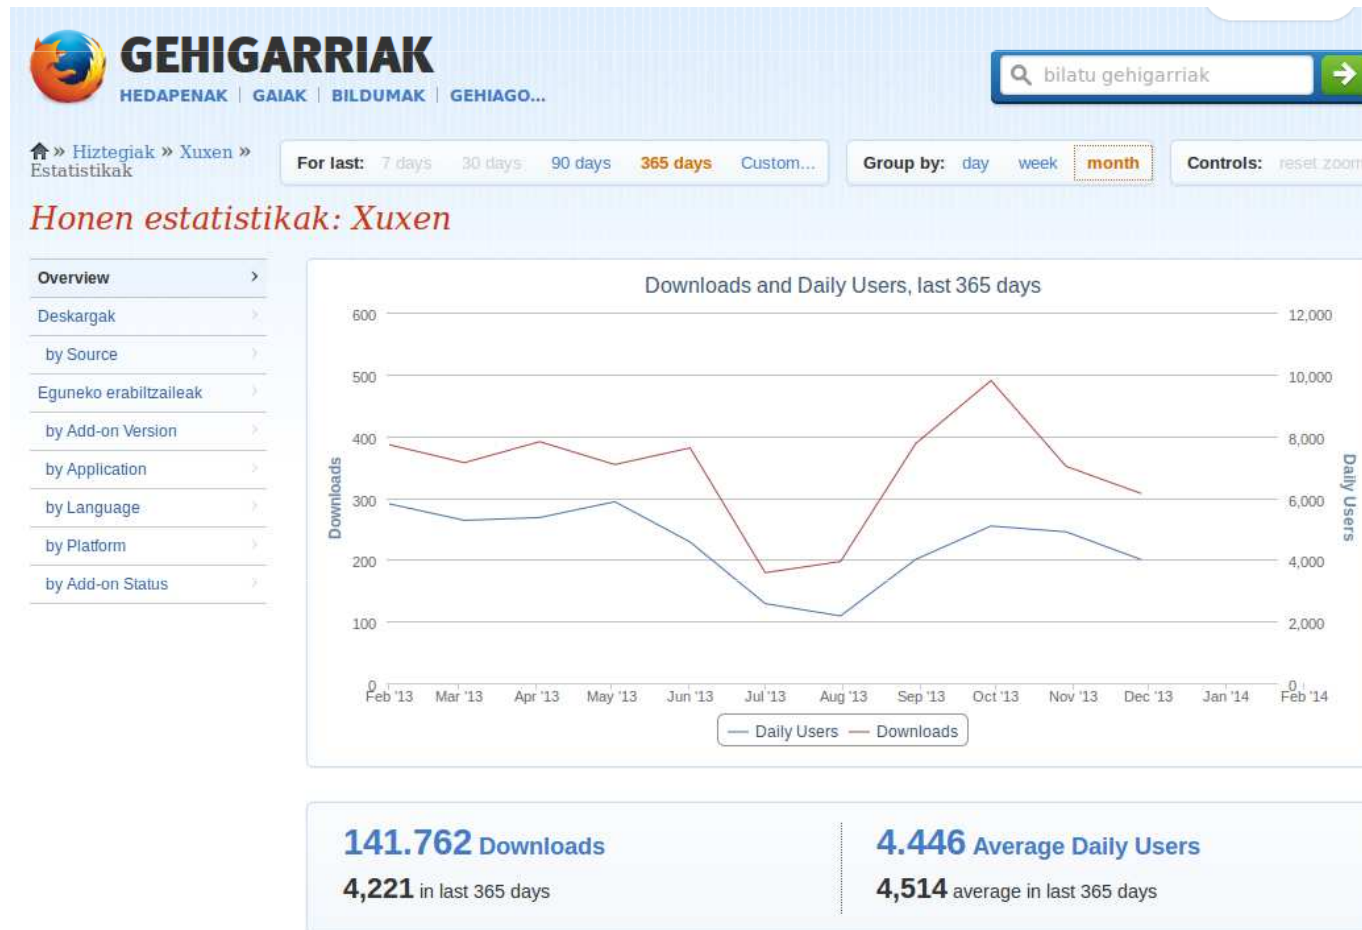 GEHIGARRIAK
HEDAPENAK | GAIAK | BILDUMAK | GEHIAGO...
bilatu gehigarriak
» Hiztegiak » Xuxen »
Estatistikak
For last: 7 days 30 days 90 days 365 days Custom...
Group by: day week month
Controls: reset zoom
Honen estatistikak: Xuxen
Overview
Deskargak
by Source
Eguneko erabiltzaileak
by Add-on Version
by Application
by Language
by Platform
by Add-on Status
Downloads and Daily Users, last 365 days
600 12,000
500 10,000
400 8,000
300 6,000
200 4,000
100 2,000
0 0
Downloads
Daily Users
Feb '13 Mar '13 Apr '13 May '13 Jun '13 Jul '13 Aug '13 Sep '13 Oct '13 Nov '13 Dec '13 Jan '14 Feb '14
Daily Users Downloads
141.762 Downloads
4,221 in last 365 days
4.446 Average Daily Users
4,514 average in last 365 days